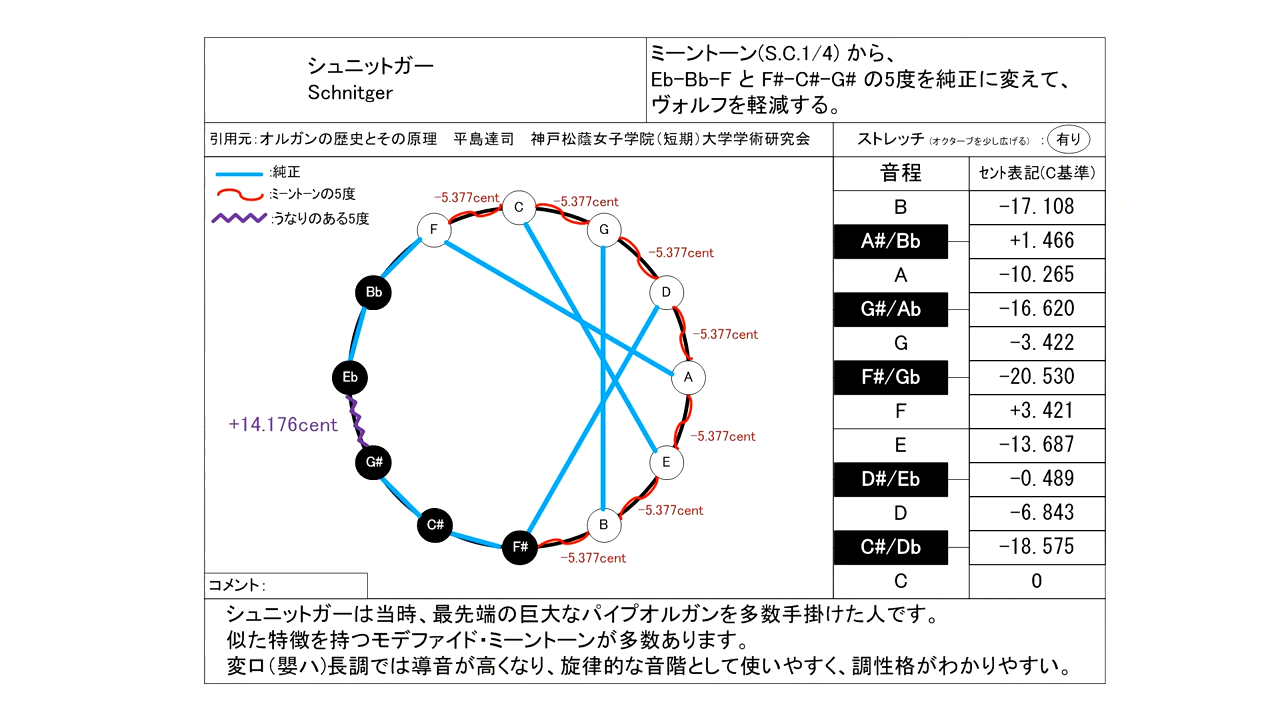 シュニットガー
Schnitger
ミーントーン(S.C.1/4) から、
Eb-Bb-F と F#-C#-G# の5度を純正に変えて、
ヴォルフを軽減する。
引用元:オルガンの歴史とその原理 平島達司 神戸松蔭女子学院(短期)大学学術研究会
ストレッチ (オクターブを少し広げる) : 有り
:純正
:ミーントーンの5度
:うなりのある5度
音程
セント表記(C基準)
B -17.108
A#/Bb +1.466
A -10.265
G#/Ab -16.620
G -3.422
F#/Gb -20.530
F +3.421
E -13.687
D#/Eb -0.489
D -6.843
C#/Db -18.575
C 0
C
G
D
A
E
B
F#
C#
G#
Eb
Bb
F
-5.377cent
-5.377cent
-5.377cent
-5.377cent
-5.377cent
-5.377cent
-5.377cent
+14.176cent
コメント:
シュニットガーは当時、最先端の巨大なパイプオルガンを多数手掛けた人です。
似た特徴を持つモデファイド・ミーントーンが多数あります。
変ロ(嬰ハ)長調では導音が高くなり、旋律的な音階として使いやすく、調性格がわかりやすい。